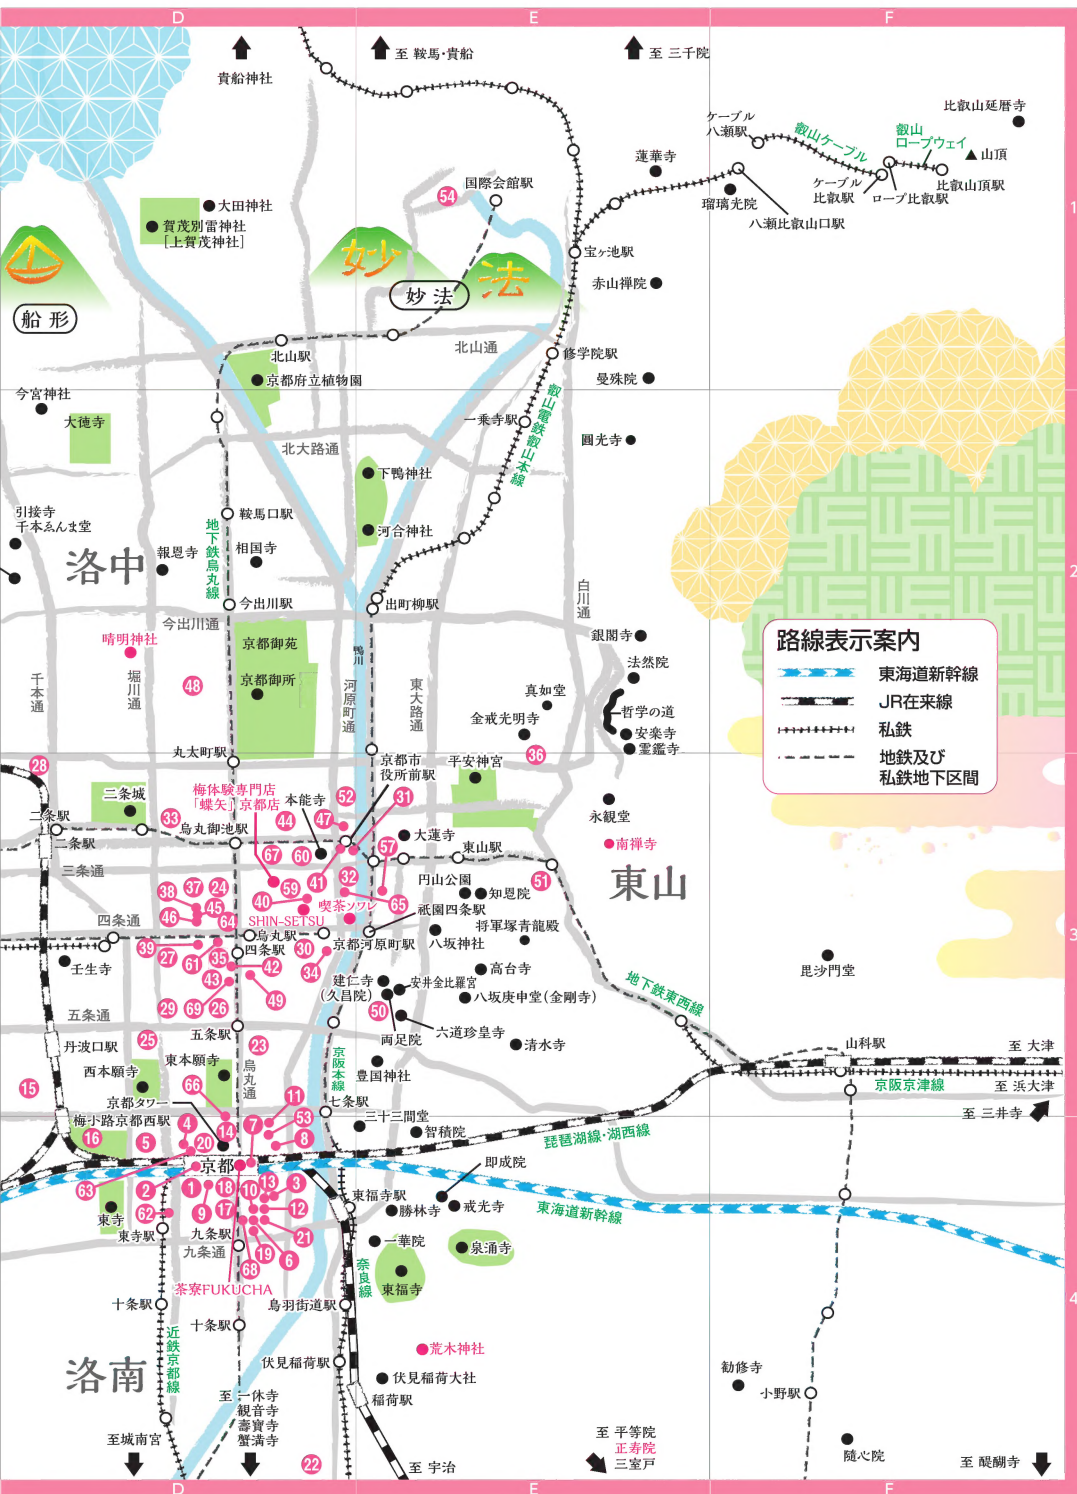 D
E
F
貴船神社
至 鞍馬・貴船
至 三千院
比叡山延暦寺
ケーブル
八瀬駅
叡山ケーブル
叡山
ロープウェイ
山頂
蓮華寺
ケーブル
比叡駅
ロープ比叡駅
比叡山頂駅
瑠璃光院
八瀬比叡山口駅
国際会館駅
54
1
大田神社
賀茂別雷神社
[上賀茂神社]
妙
法
宝ヶ池駅
船形
妙法
赤山禅院
北山駅
北山通
修学院駅
京都府立植物園
曼殊院
今宮神社
大徳寺
一乗寺駅
叡山電鉄叡山本線
圓光寺
北大路通
下鴨神社
引接寺
千本ゑんま堂
鞍馬口駅
地下鉄烏丸線
河合神社
洛中
報恩寺
相国寺
2
今出川駅
出町柳駅
白川通
今出川通
晴明神社
京都御苑
鴨川
銀閣寺
法然院
路線表示案内
東海道新幹線
JR在来線
私鉄
地鉄及び
私鉄地下区間
千本通
堀川通
48
京都御所
河原町通
東大路通
真如堂
哲学の道
金戒光明寺
安楽寺
霊鑑寺
丸太町駅
京都市
役所前駅
平安神宮
36
28
梅体験専門店
「蝶矢」京都店
本能寺
52
31
二条城
33
44
47
永観堂
二条駅
二条駅
烏丸御池駅
大蓮寺
南禅寺
67
60
57
東山駅
三条通
東山
38
37
24
59
41
32
円山公園
知恩院
51
46
45
40
65
64
SHIN-SETSU
喫茶ソワレ
祇園四条駅
四条通
将軍塚青龍殿
烏丸駅
四条駅
30
京都河原町駅
八坂神社
3
39
27
61
35
42
34
壬生寺
43
49
建仁寺
(久昌院)
安井金比羅宮
高台寺
毘沙門堂
八坂庚申堂(金剛寺)
地下鉄東西線
29
69
26
50
五条通
両足院
六道珍皇寺
五条駅
丹波口駅
25
23
清水寺
山科駅
至 大津
東本願寺
烏丸通
京阪本線
豊国神社
京阪京津線
至 浜大津
15
西本願寺
66
京都タワー
11
七条駅
至 三井寺
梅小路京都西駅
4
14
53
三十三間堂
16
5
20
7
8
智積院
琵琶湖線・湖西線
京都
即成院
63
2
1
18
10
13
3
東福寺駅
勝林寺
戒光寺
東海道新幹線
東寺
62
9
17
12
東寺駅
九条駅
21
九条通
19
6
一華院
泉涌寺
68
奈良線
東福寺
茶寮FUKUCHA
4
十条駅
鳥羽街道駅
十条駅
近鉄京都線
荒木神社
洛南
伏見稲荷駅
伏見稲荷大社
稲荷駅
勧修寺
小野駅
至 一休寺
観音寺
壽寶寺
蟹満寺
至城南宮
22
至 宇治
至 平等院
正寿院
三室戸
随心院
至 醍醐寺
D
E
F